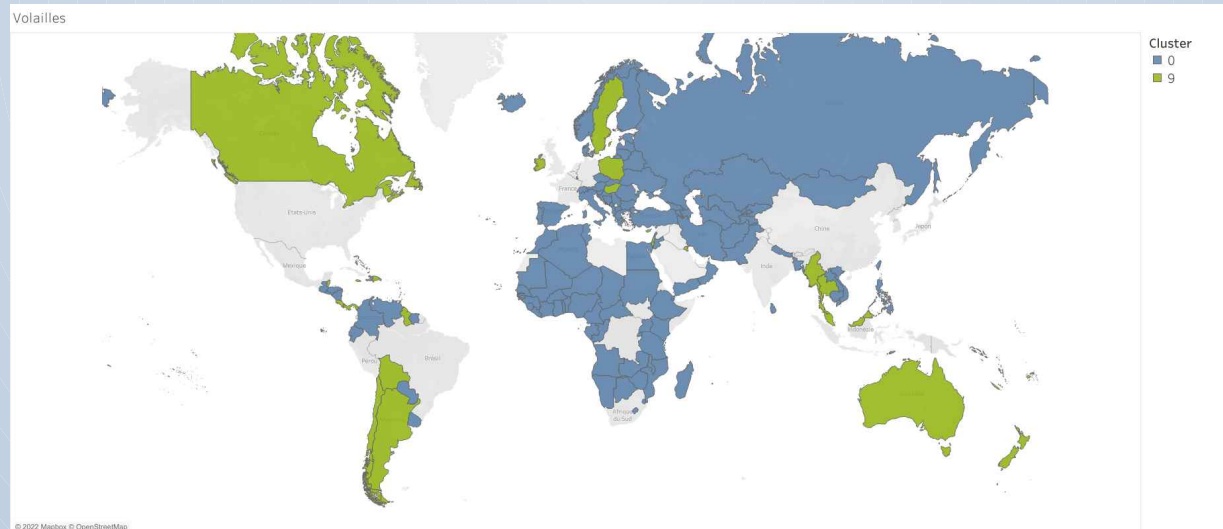 Volailles
Cluster
0
9
États-Unis
Mexique
Pérou
Brésil
France
Chine
Japon
Inde
Indonésie
Afrique
du Sud
© 2022 Mapbox © OpenStreetMap